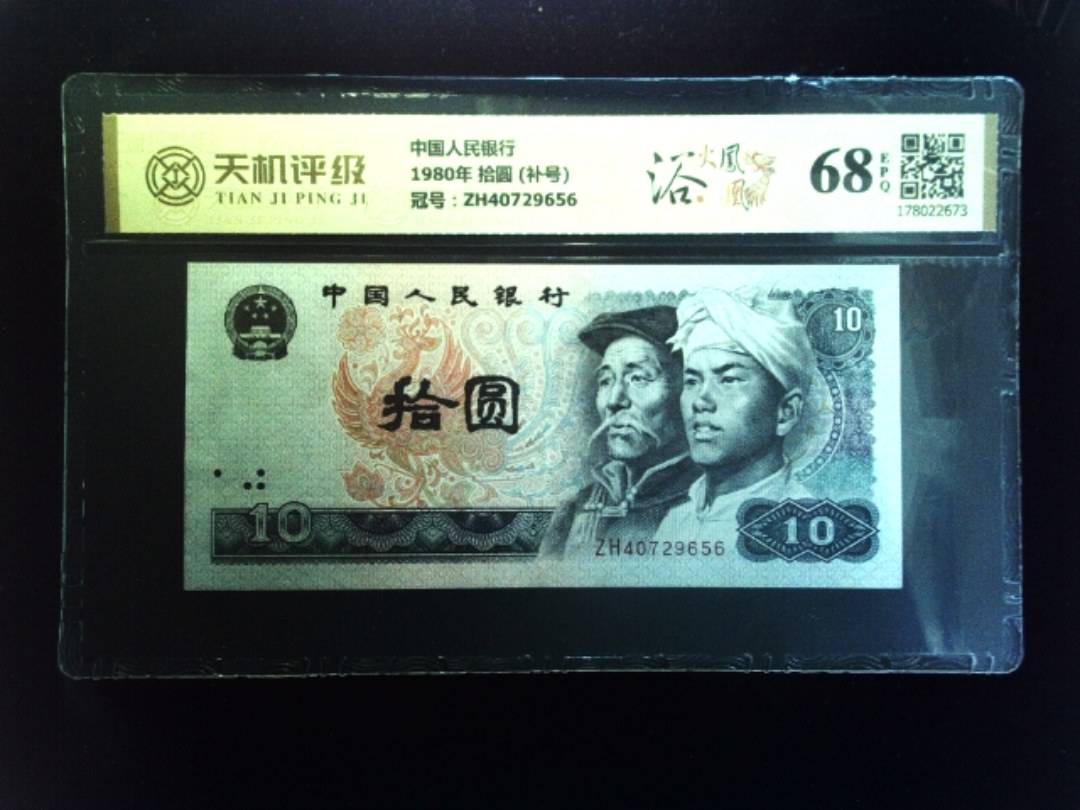 天机评级
TIAN JI PING JI
中国人民银行
1980年 拾圆 (补号)
冠号：ZH40729656
浴火凤凰
68
EPQ
178022673
中国人民银行
10
拾圆
10
ZH40729656
10